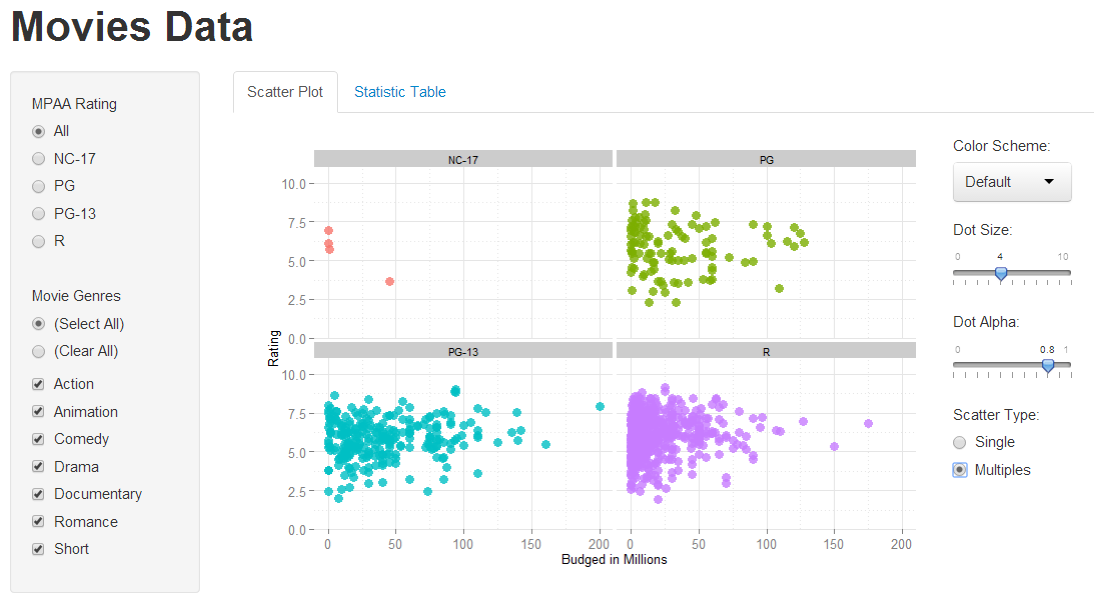 Movies Data
MPAA Rating
All
NC-17
PG
PG-13
R
Movie Genres
(Select All)
(Clear All)
Action
Animation
Comedy
Drama
Documentary
Romance
Short
Scatter Plot
Statistic Table
NC-17
PG
10.0
7.5
5.0
2.5
0.0
Rating
PG-13
R
10.0
7.5
5.0
2.5
0.0
0 50 100 150 200 0 50 100 150 200
Budged in Millions
Color Scheme:
Default
Dot Size:
0 4 10
Dot Alpha:
0 0.8 1
Scatter Type:
Single
Multiples